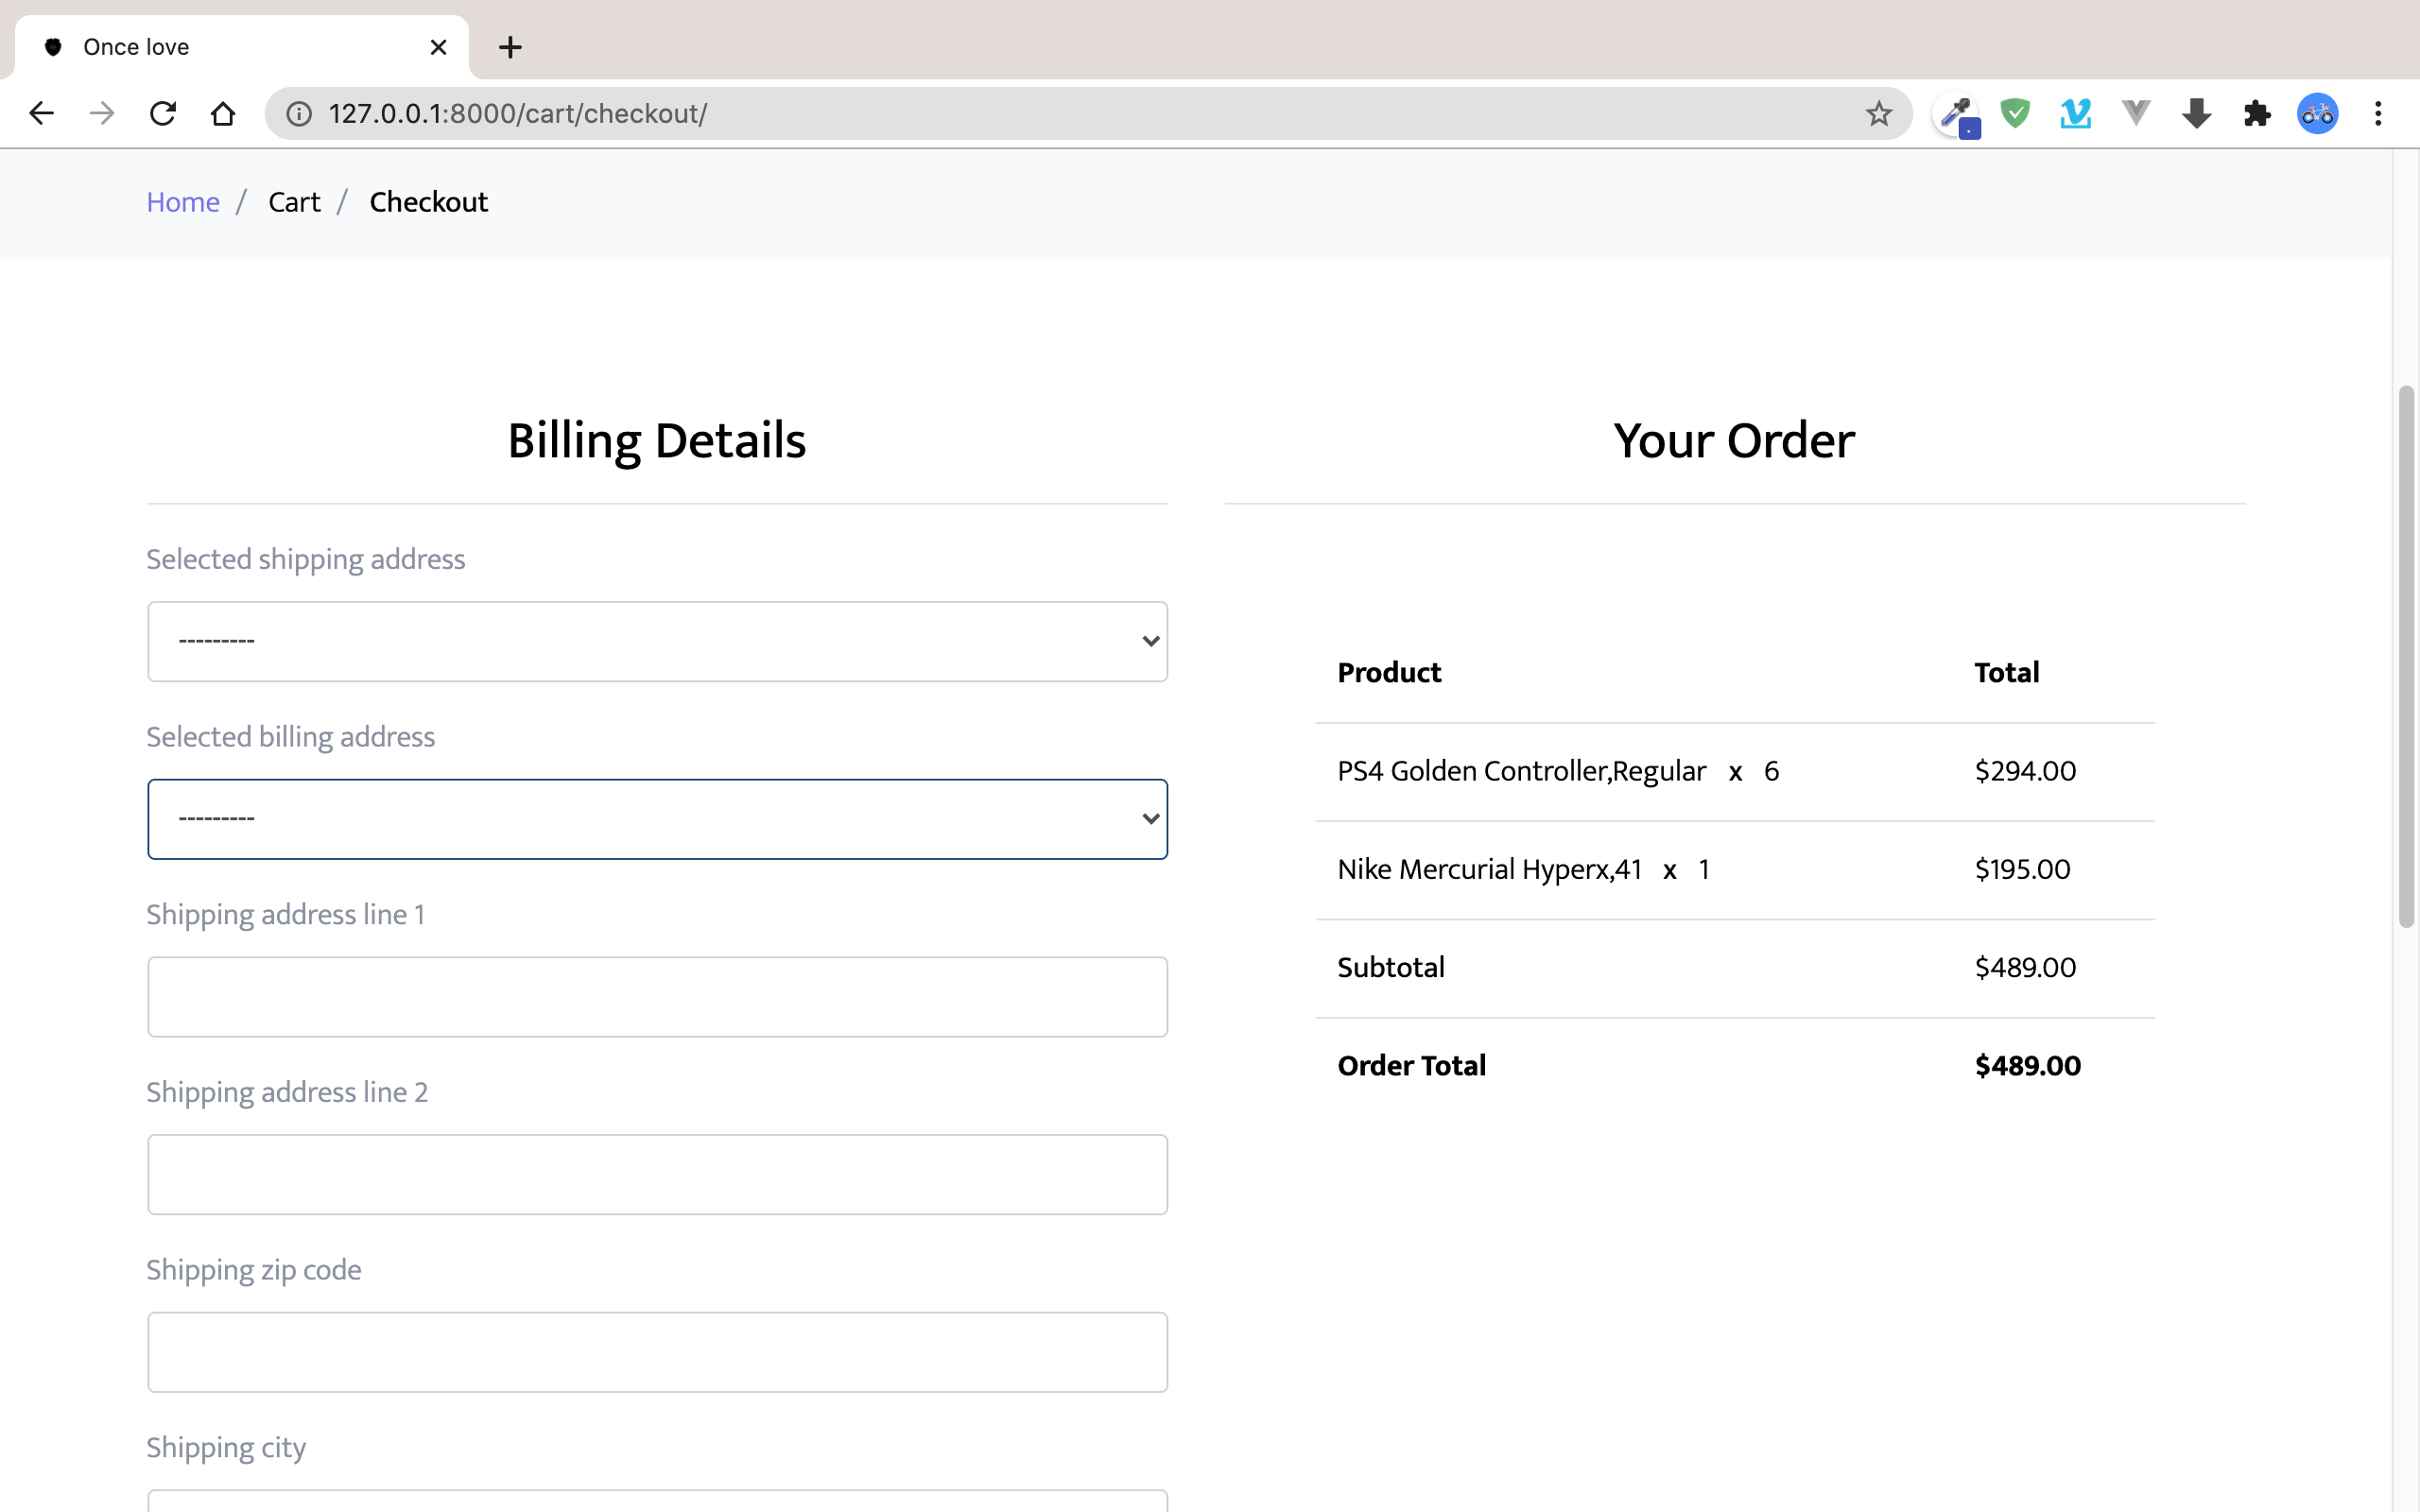 Once love
127.0.0.1:8000/cart/checkout/
Home / Cart / Checkout
Billing Details
Selected shipping address
---------
Selected billing address
---------
Shipping address line 1
Shipping address line 2
Shipping zip code
Shipping city
Your Order
Product Total
PS4 Golden Controller,Regular x 6 $294.00
Nike Mercurial Hyperx,41 x 1 $195.00
Subtotal $489.00
Order Total $489.00